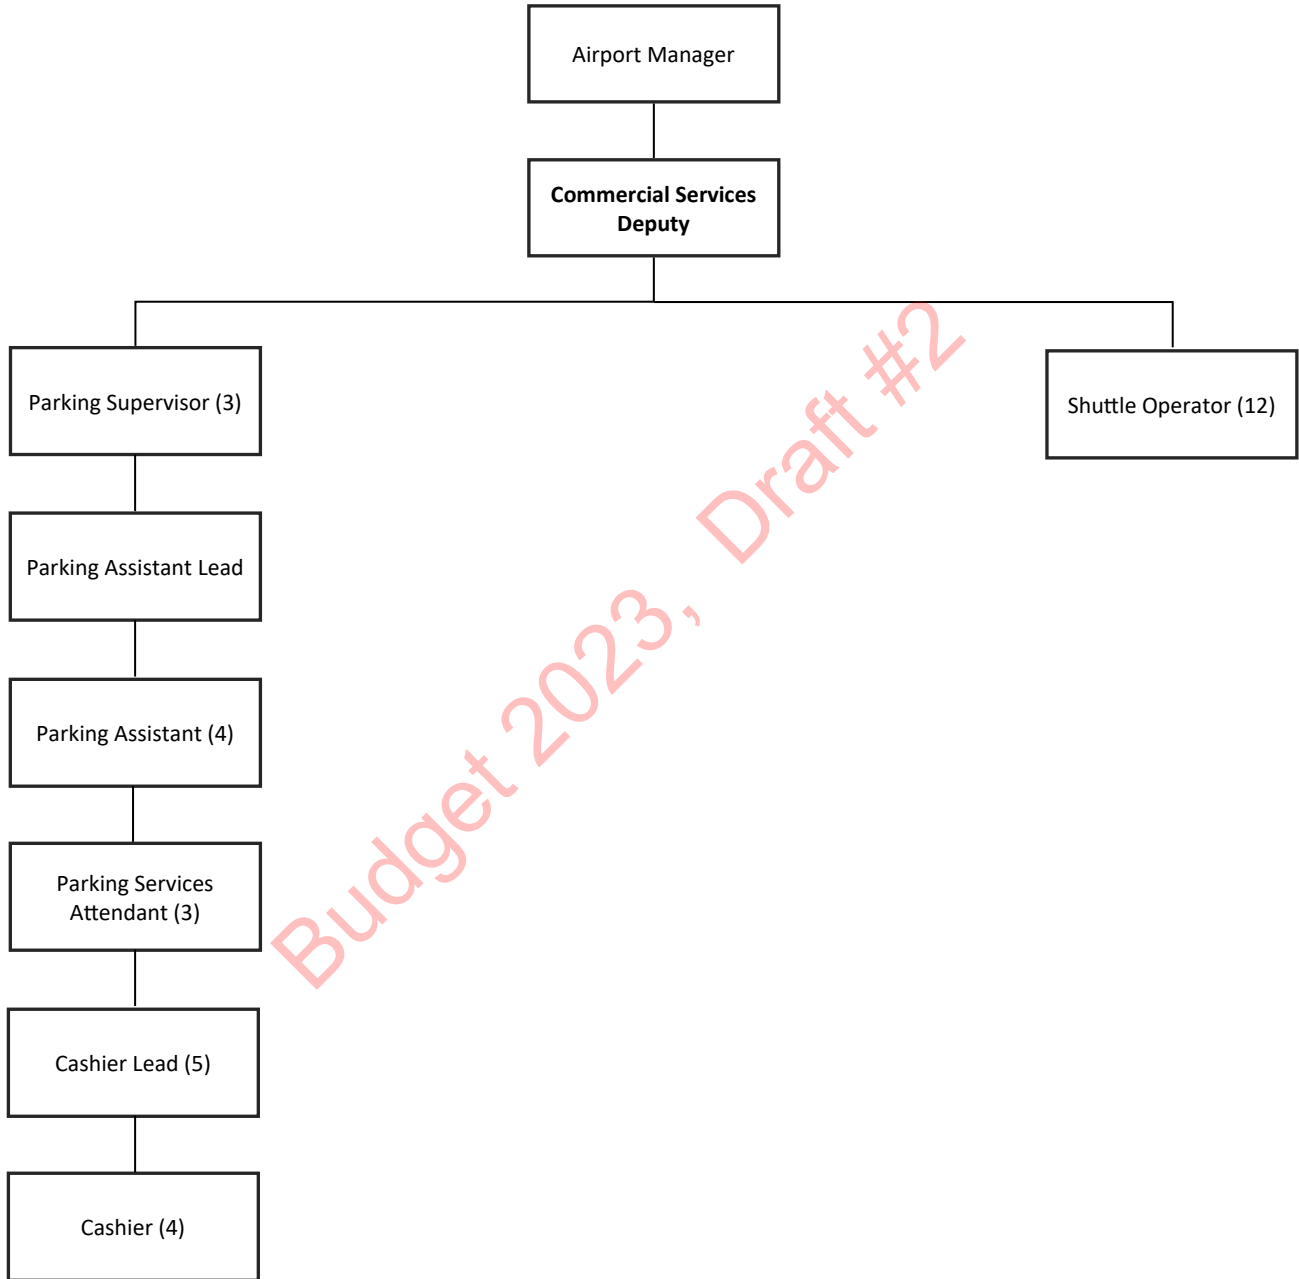 Airport Manager
Commercial Services
Deputy
Parking Supervisor (3)
Shuttle Operator (12)
Parking Assistant Lead
Parking Assistant (4)
Parking Services
Attendant (3)
Cashier Lead (5)
Cashier (4)
Budget 2023, Draft #2